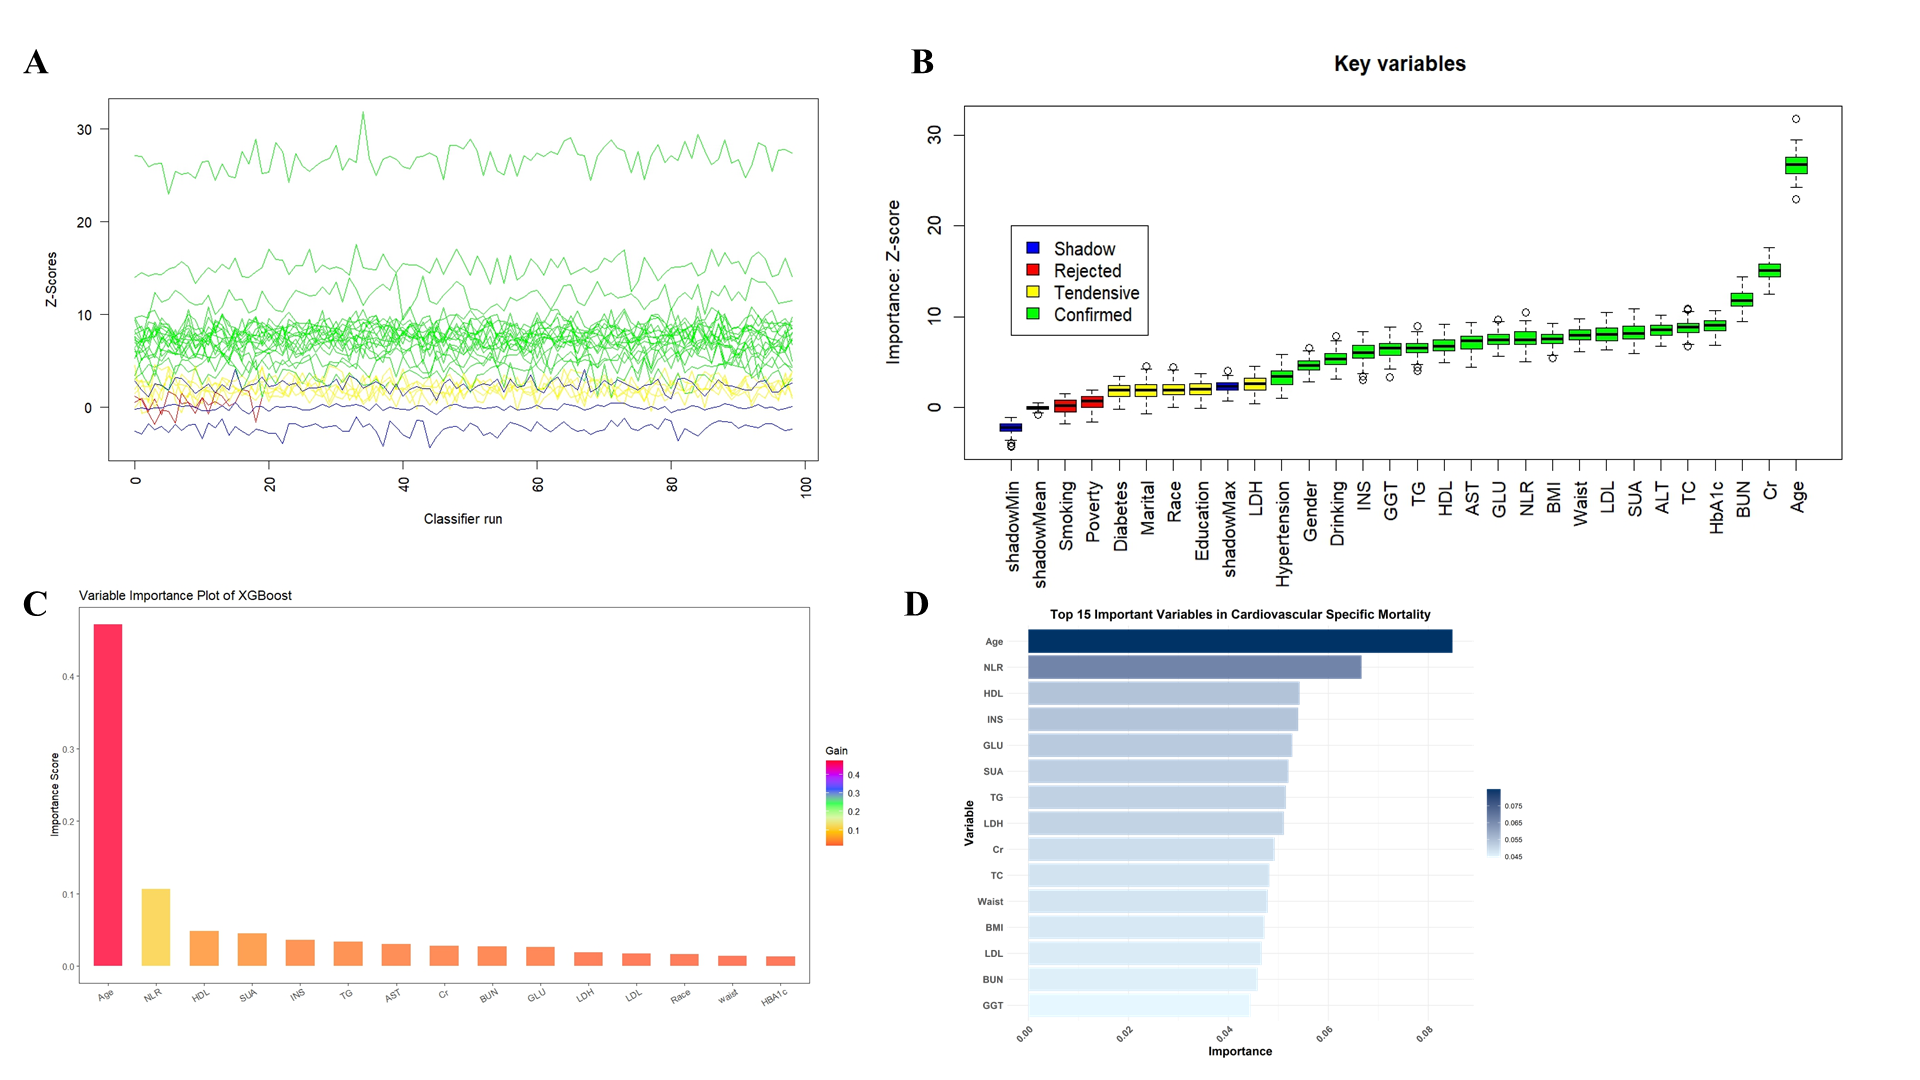 A
30
20
10
0
Z-Scores
0
20
40
60
80
100
Classifier run
B
Key variables
30
20
10
0
Importance: Z-score
Shadow
Rejected
Tendensive
Confirmed
shadowMin
shadowMean
Smoking
Poverty
Diabetes
Marital
Race
Education
shadowMax
LDH
Hypertension
Gender
Drinking
INS
GGT
TG
HDL
AST
GLU
NLR
BMI
Waist
LDL
SUA
ALT
TC
HbA1c
BUN
Cr
Age
C
Variable Importance Plot of XGBoost
0.4
0.3
0.2
0.1
0.0
Importance Score
Age
NLR
HDL
SUA
INS
TG
AST
Cr
BUN
GLU
LDH
LDL
Race
waist
HBA1c
Gain
0.4
0.3
0.2
0.1
D
Top 15 Important Variables in Cardiovascular Specific Mortality
Age
NLR
HDL
INS
GLU
SUA
TG
LDH
Cr
TC
Waist
BMI
LDL
BUN
GGT
Variable
0.00
0.02
0.04
0.06
0.08
Importance
0.075
0.065
0.055
0.045